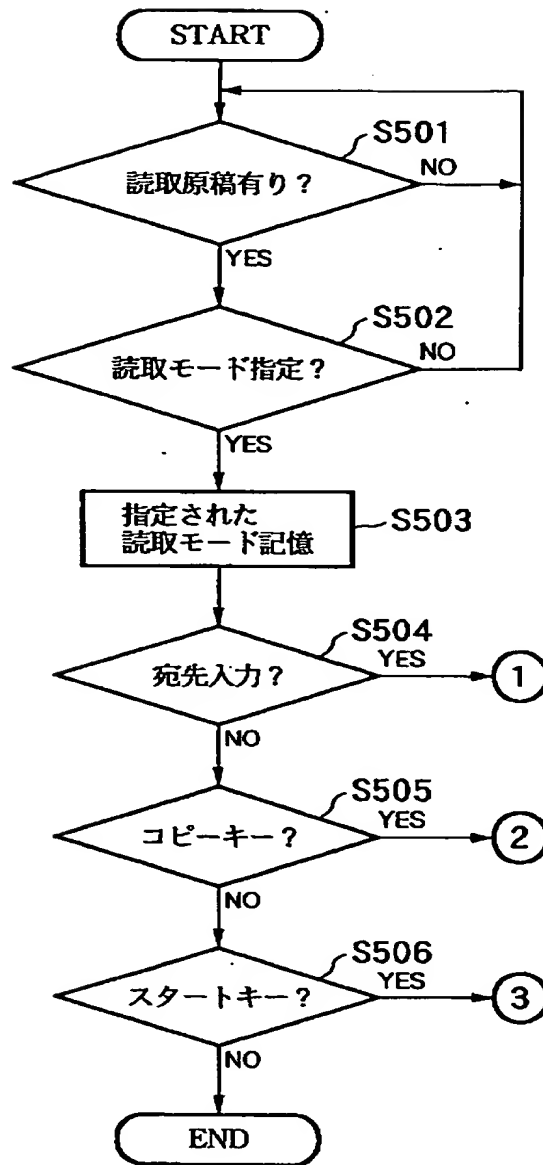 START
S501
読取原稿有り？
NO
YES
S502
読取モード指定？
NO
YES
指定された
読取モード記憶
S503
S504
宛先入力？
YES
1
NO
S505
コピーキー？
YES
2
NO
S506
スタートキー？
YES
3
NO
END